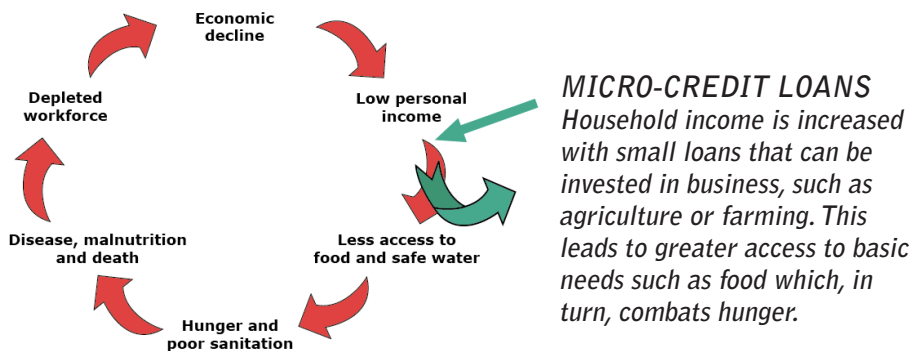 Economic
decline
Low personal
income
Less access to
food and safe water
Hunger and
poor sanitation
Disease, malnutrition
and death
Depleted
workforce
MICRO-CREDIT LOANS
Household income is increased
with small loans that can be
invested in business, such as
agriculture or farming. This
leads to greater access to basic
needs such as food which, in
turn, combats hunger.